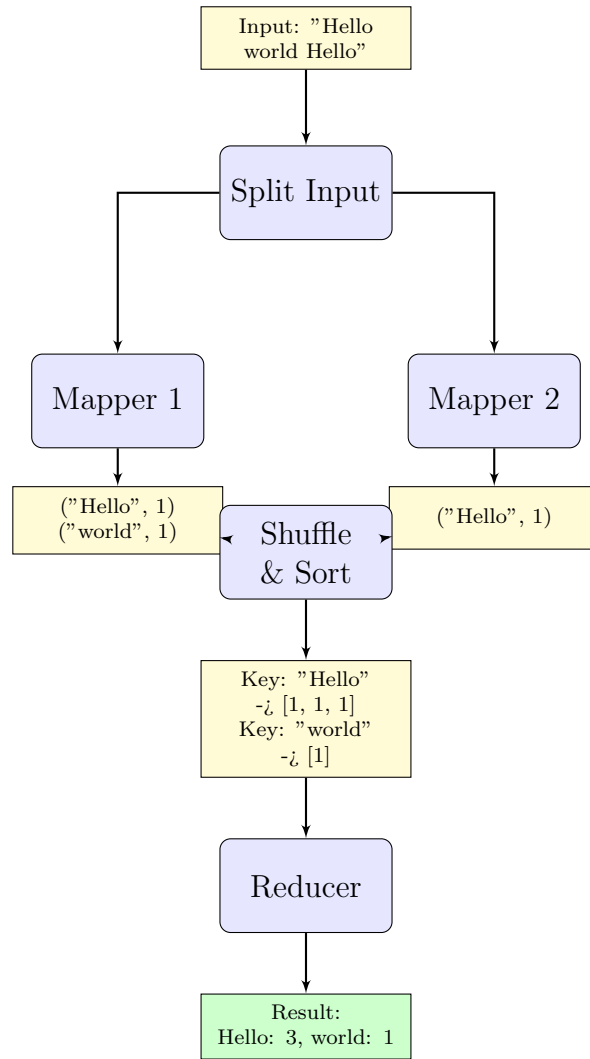 Input: ”Hello
world Hello”
Split Input
Mapper 1
Mapper 2
(”Hello”, 1)
(”world”, 1)
(”Hello”, 1)
Shuffle
& Sort
Key: ”Hello”
-¿ [1, 1, 1]
Key: ”world”
-¿ [1]
Reducer
Result:
Hello: 3, world: 1